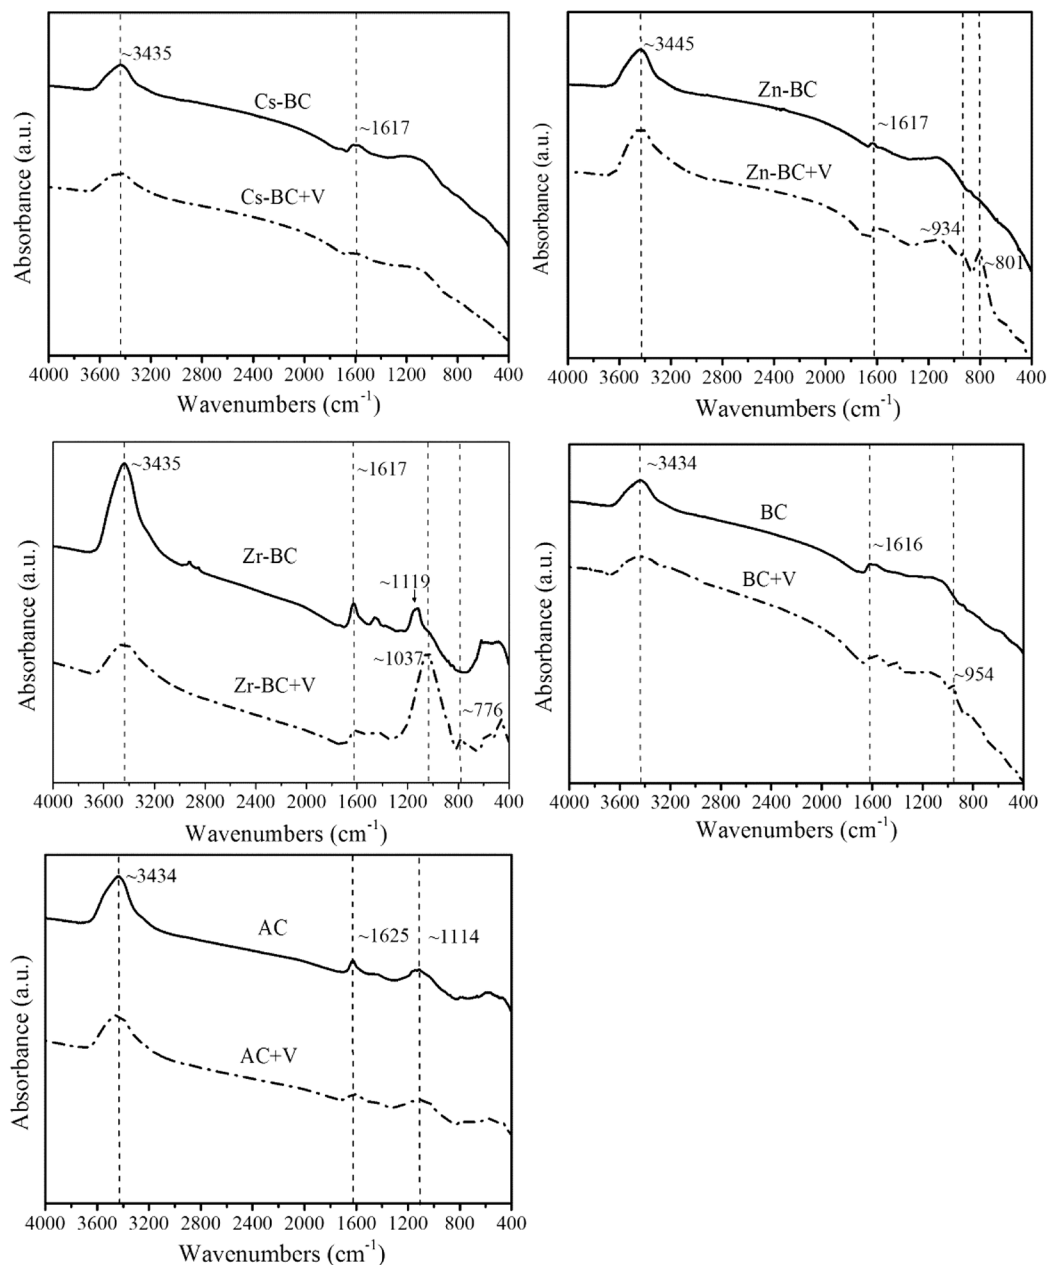 ~3435
Cs-BC
~1617
Cs-BC+V
Absorbance (a.u.)
4000 3600 3200 2800 2400 2000 1600 1200 800 400
Wavenumbers (cm⁻¹)
~3445
Zn-BC
~1617
Zn-BC+V
~934
~801
Absorbance (a.u.)
4000 3600 3200 2800 2400 2000 1600 1200 800 400
Wavenumbers (cm⁻¹)
~3435
~1617
Zr-BC
~1119
~1037
Zr-BC+V
~776
Absorbance (a.u.)
4000 3600 3200 2800 2400 2000 1600 1200 800 400
Wavenumbers (cm⁻¹)
~3434
BC
~1616
BC+V
~954
Absorbance (a.u.)
4000 3600 3200 2800 2400 2000 1600 1200 800 400
Wavenumbers (cm⁻¹)
~3434
AC
~1625
~1114
AC+V
Absorbance (a.u.)
4000 3600 3200 2800 2400 2000 1600 1200 800 400
Wavenumbers (cm⁻¹)